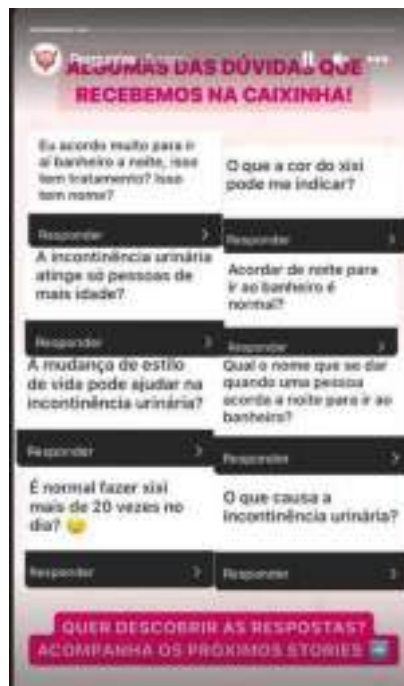 ALGUMAS DAS DÚVIDAS QUE
RECEBEMOS NA CAIXINHA!
Eu acordo muito para ir
ai banheiro a noite, isso
tem tratamento? Isso
tem nome?
Responder
O que a cor do xixi
pode me indicar?
Responder
A incontinência urinária
atinge só pessoas de
mais idade?
Responder
Acordar de noite para
ir ao banheiro é
normal?
Responder
A mudança de estilo
de vida pode ajudar na
incontinência urinária?
Responder
Qual o nome que se dar
quando uma pessoa
acorda a noite para ir ao
banheiro?
Responder
É normal fazer xixi
mais de 20 vezes no
dia? 😥
Responder
O que causa a
incontinência urinária?
Responder
QUER DESCOBRIR AS RESPOSTAS?
ACOMPANHA OS PRÓXIMOS STORIES ➡️